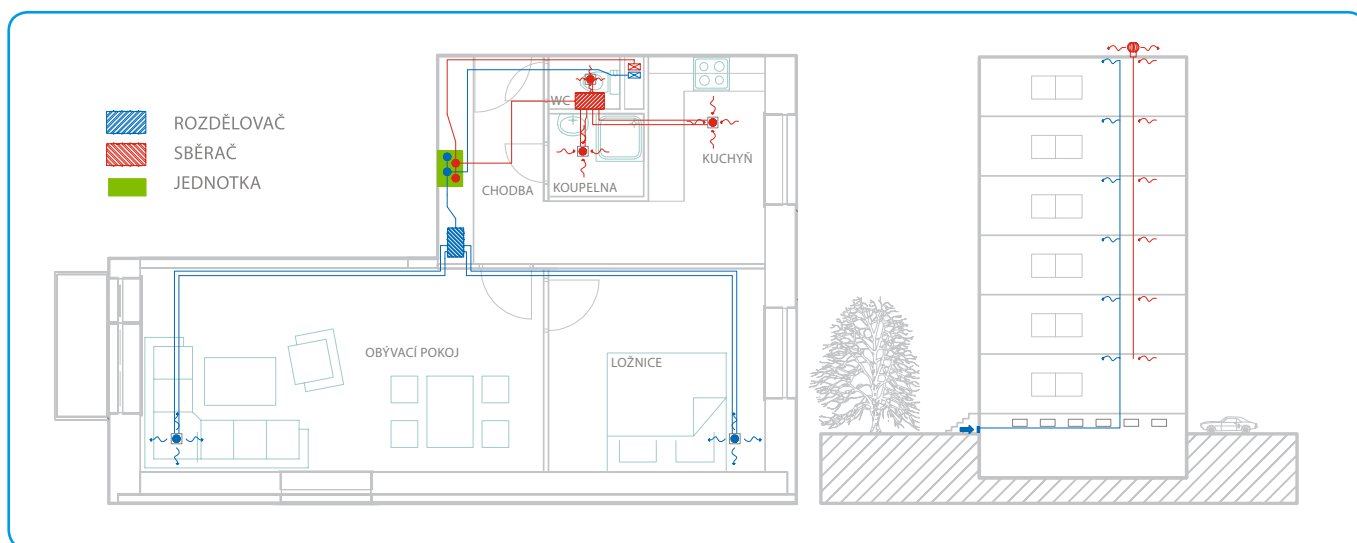 ROZDĚLOVAČ
SBĚRAČ
JEDNOTKA
WC
KUCHYŇ
CHODBA
KOUPELNA
OBÝVACÍ POKOJ
LOŽNICE